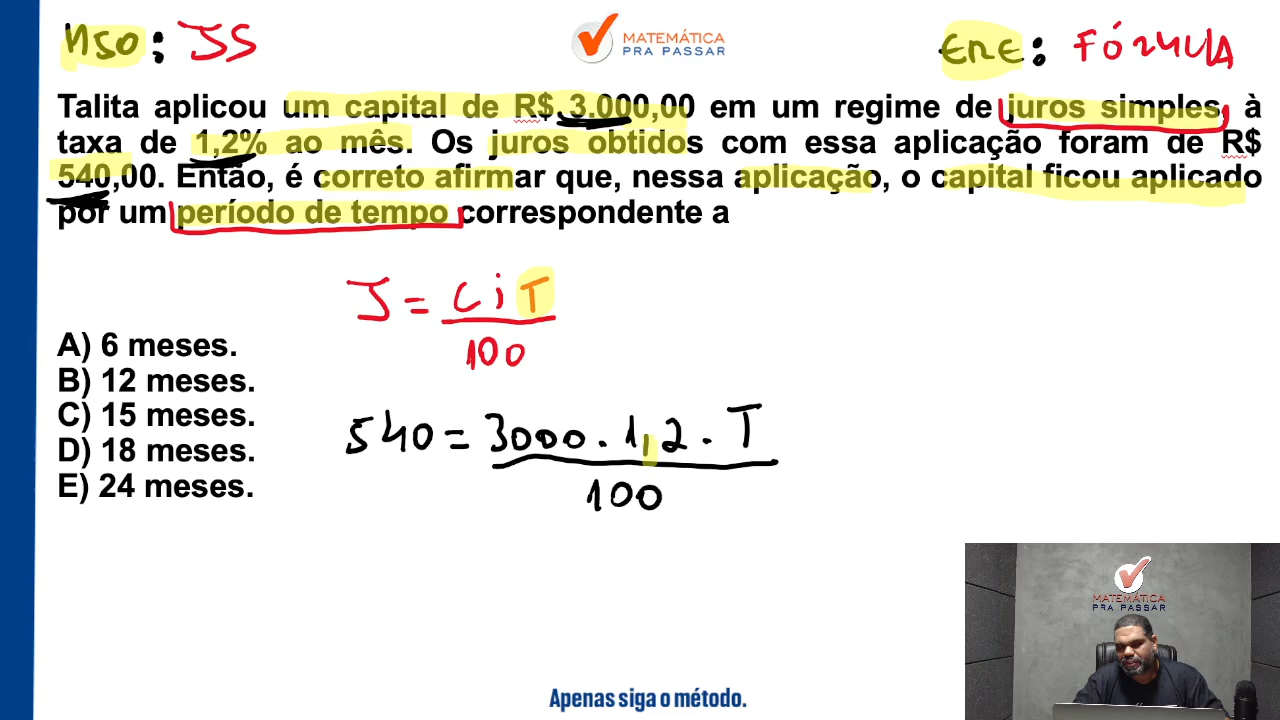 MSO: JS
MATEMÁTICA
PRA PASSAR
ENE: FÓRMULA
Talita aplicou um capital de R$ 3.000,00 em um regime de juros simples, à
taxa de 1,2% ao mês. Os juros obtidos com essa aplicação foram de R$
540,00. Então, é correto afirmar que, nessa aplicação, o capital ficou aplicado
por um período de tempo correspondente a
J = C i T
100
A) 6 meses.
B) 12 meses.
C) 15 meses.
D) 18 meses.
E) 24 meses.
540 = 3000 . 1,2 . T
100
MATEMÁTICA
PRA PASSAR
Apenas siga o método.